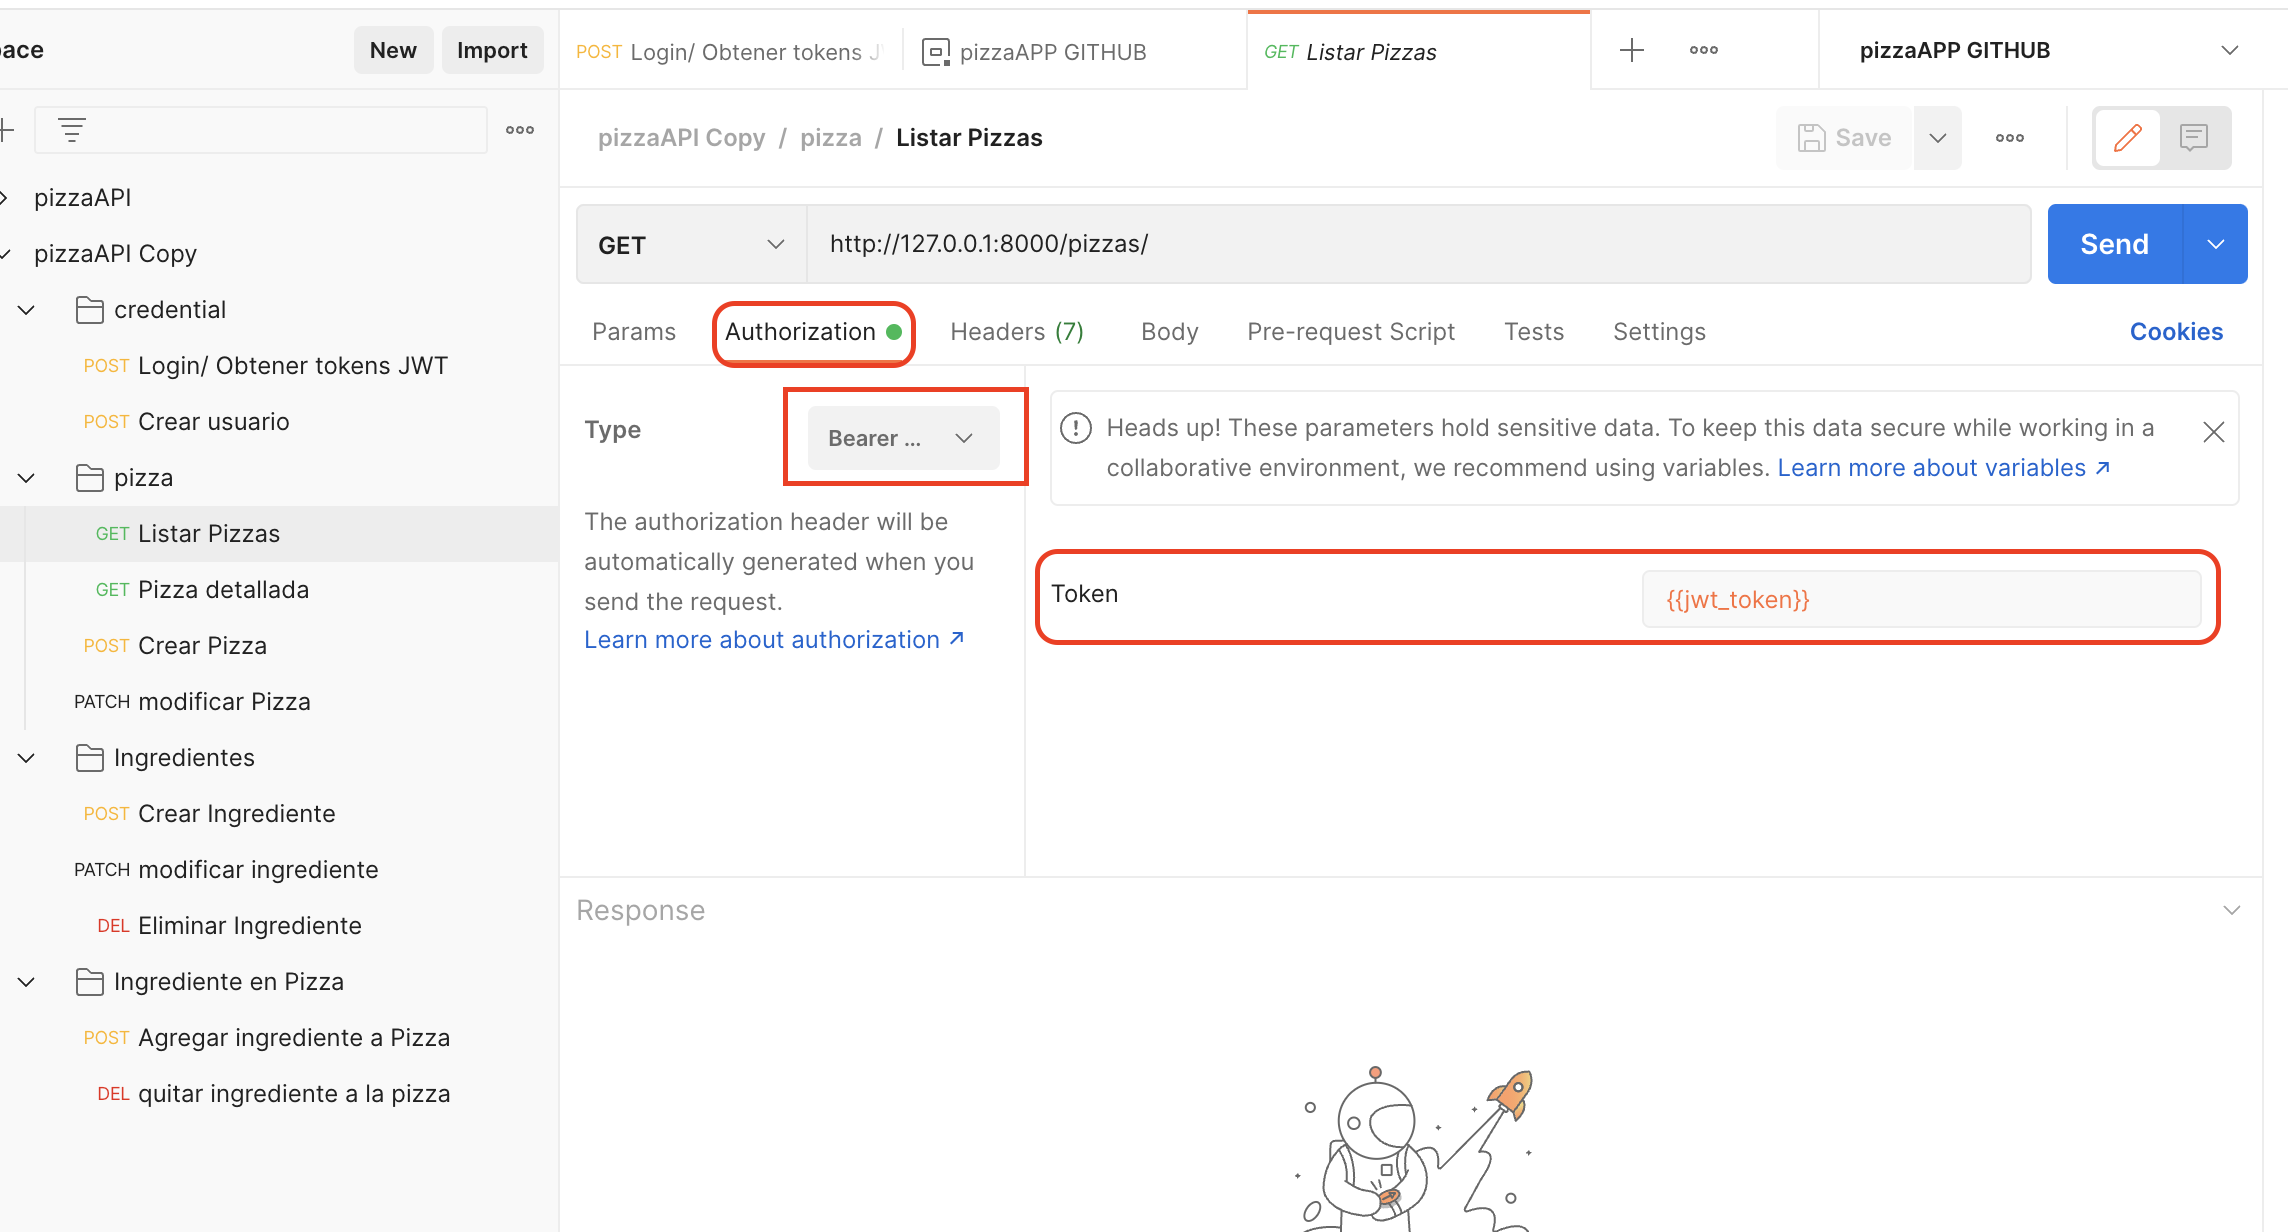 ace
New
Import
POST Login/ Obtener tokens J
pizzaAPP GITHUB
GET Listar Pizzas
pizzaAPP GITHUB
pizzaAPI
pizzaAPI Copy
credential
POST Login/ Obtener tokens JWT
POST Crear usuario
pizza
GET Listar Pizzas
GET Pizza detallada
POST Crear Pizza
PATCH modificar Pizza
Ingredientes
POST Crear Ingrediente
PATCH modificar ingrediente
DEL Eliminar Ingrediente
Ingrediente en Pizza
POST Agregar ingrediente a Pizza
DEL quitar ingrediente a la pizza
pizzaAPI Copy / pizza / Listar Pizzas
Save
GET
http://127.0.0.1:8000/pizzas/
Send
Params
Authorization
Headers (7)
Body
Pre-request Script
Tests
Settings
Cookies
Type
Bearer ...
The authorization header will be
automatically generated when you
send the request.
Learn more about authorization ↗
Heads up! These parameters hold sensitive data. To keep this data secure while working in a
collaborative environment, we recommend using variables. Learn more about variables ↗
Token
{{jwt_token}}
Response